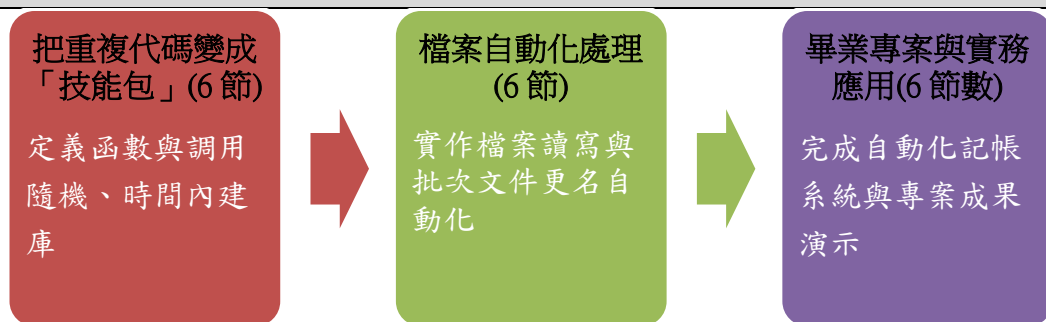 把重複代碼變成
「技能包」(6 節)
定義函數與調用
隨機、時間內建
庫
檔案自動化處理
(6 節)
實作檔案讀寫與
批次文件更名自
動化
畢業專案與實務
應用(6 節數)
完成自動化記帳
系統與專案成果
演示